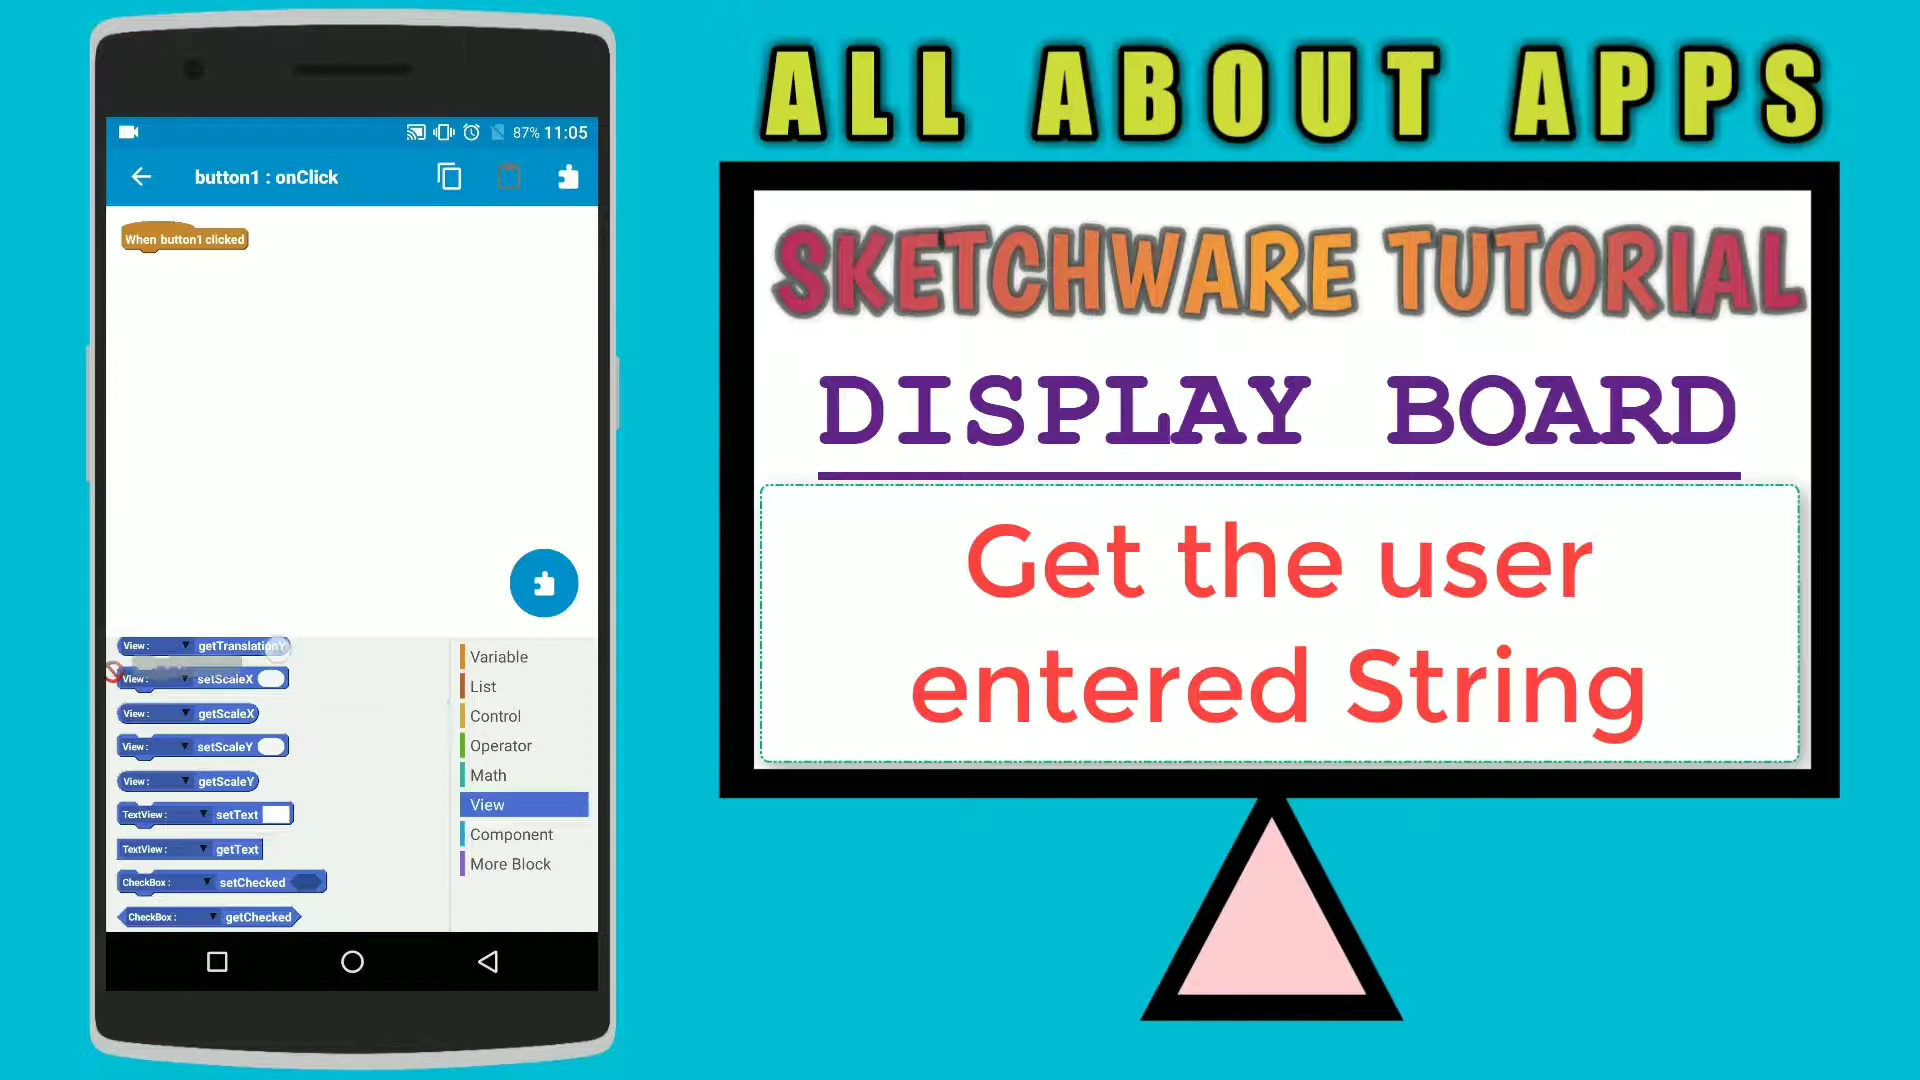 ALL ABOUT APPS
87% 11:05
button1 : onClick
When button1 clicked
View : getTranslationY
View : setScaleX
View : getScaleX
View : setScaleY
View : getScaleY
TextView : setText
TextView : getText
CheckBox : setChecked
CheckBox : getChecked
Variable
List
Control
Operator
Math
View
Component
More Block
SKETCHWARE TUTORIAL
DISPLAY BOARD
Get the user
entered String